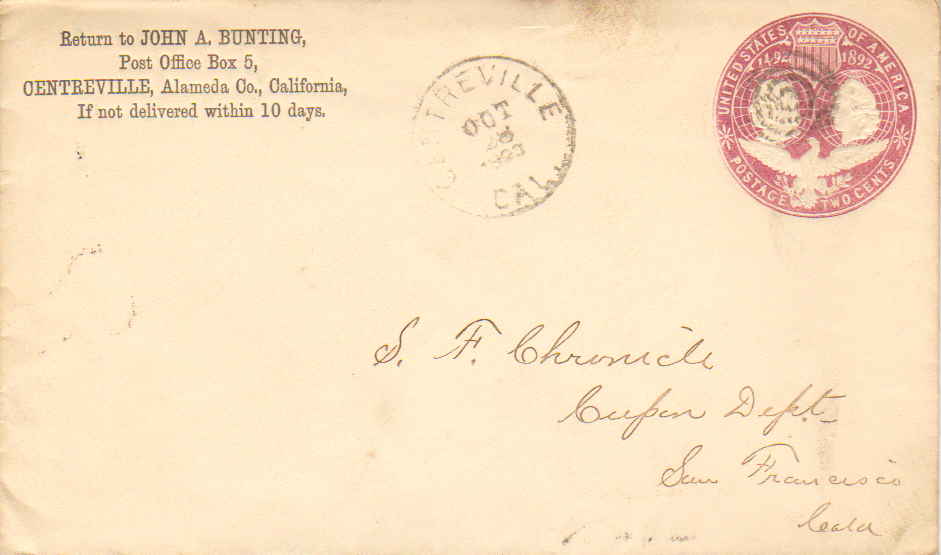 Return to JOHN A. BUNTING,
Post Office Box 5,
CENTREVILLE, Alameda Co., California,
If not delivered within 10 days.
CENTREVILLE
OCT
CAL.
UNITED STATES OF AMERICA
1492 1892
POSTAGE TWO CENTS
S. F. Chronicle
Cupon Dept
San Francisco
Cala